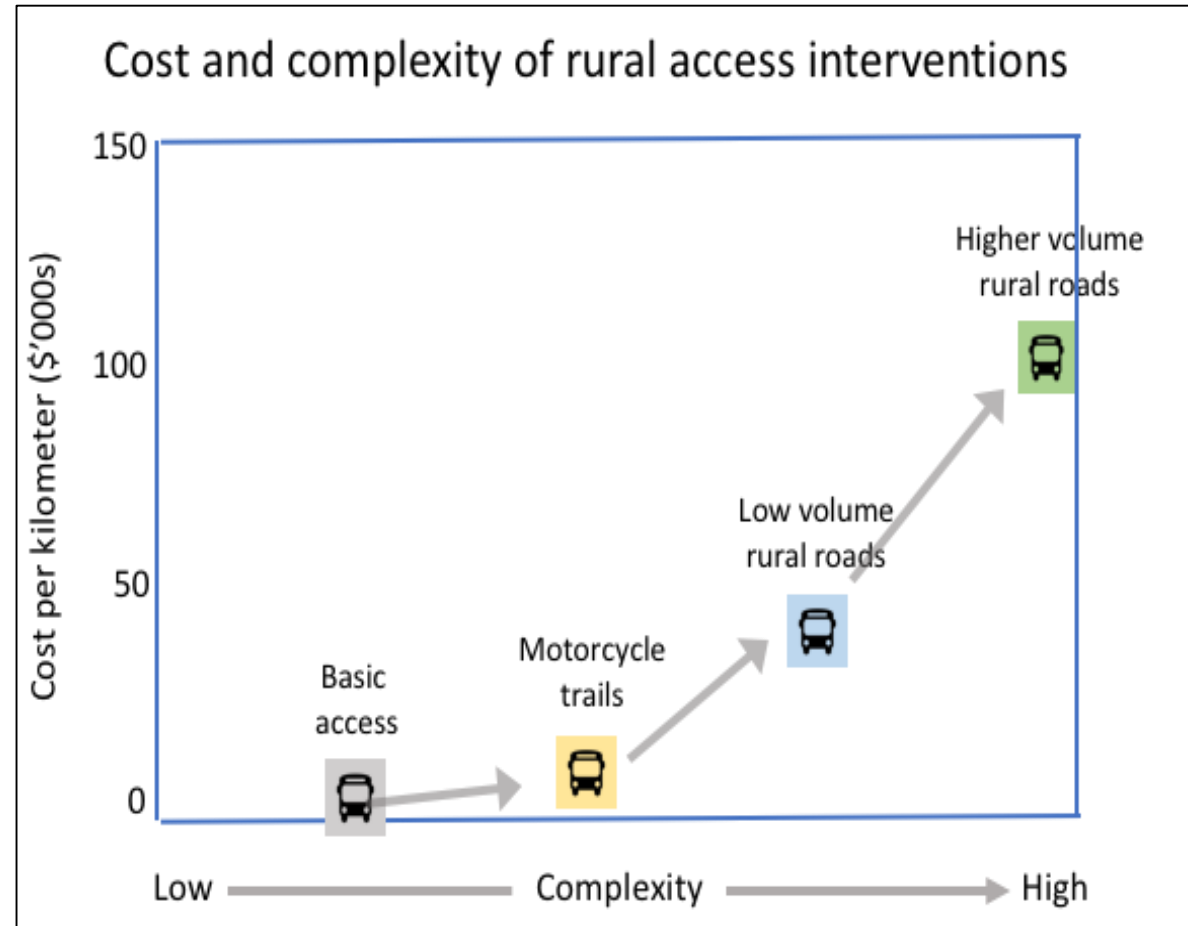 Cost and complexity of rural access interventions
150
100
50
0
Cost per kilometer ($'000s)
Higher volume
rural roads
Low volume
rural roads
Motorcycle
trails
Basic
access
Low
Complexity
High